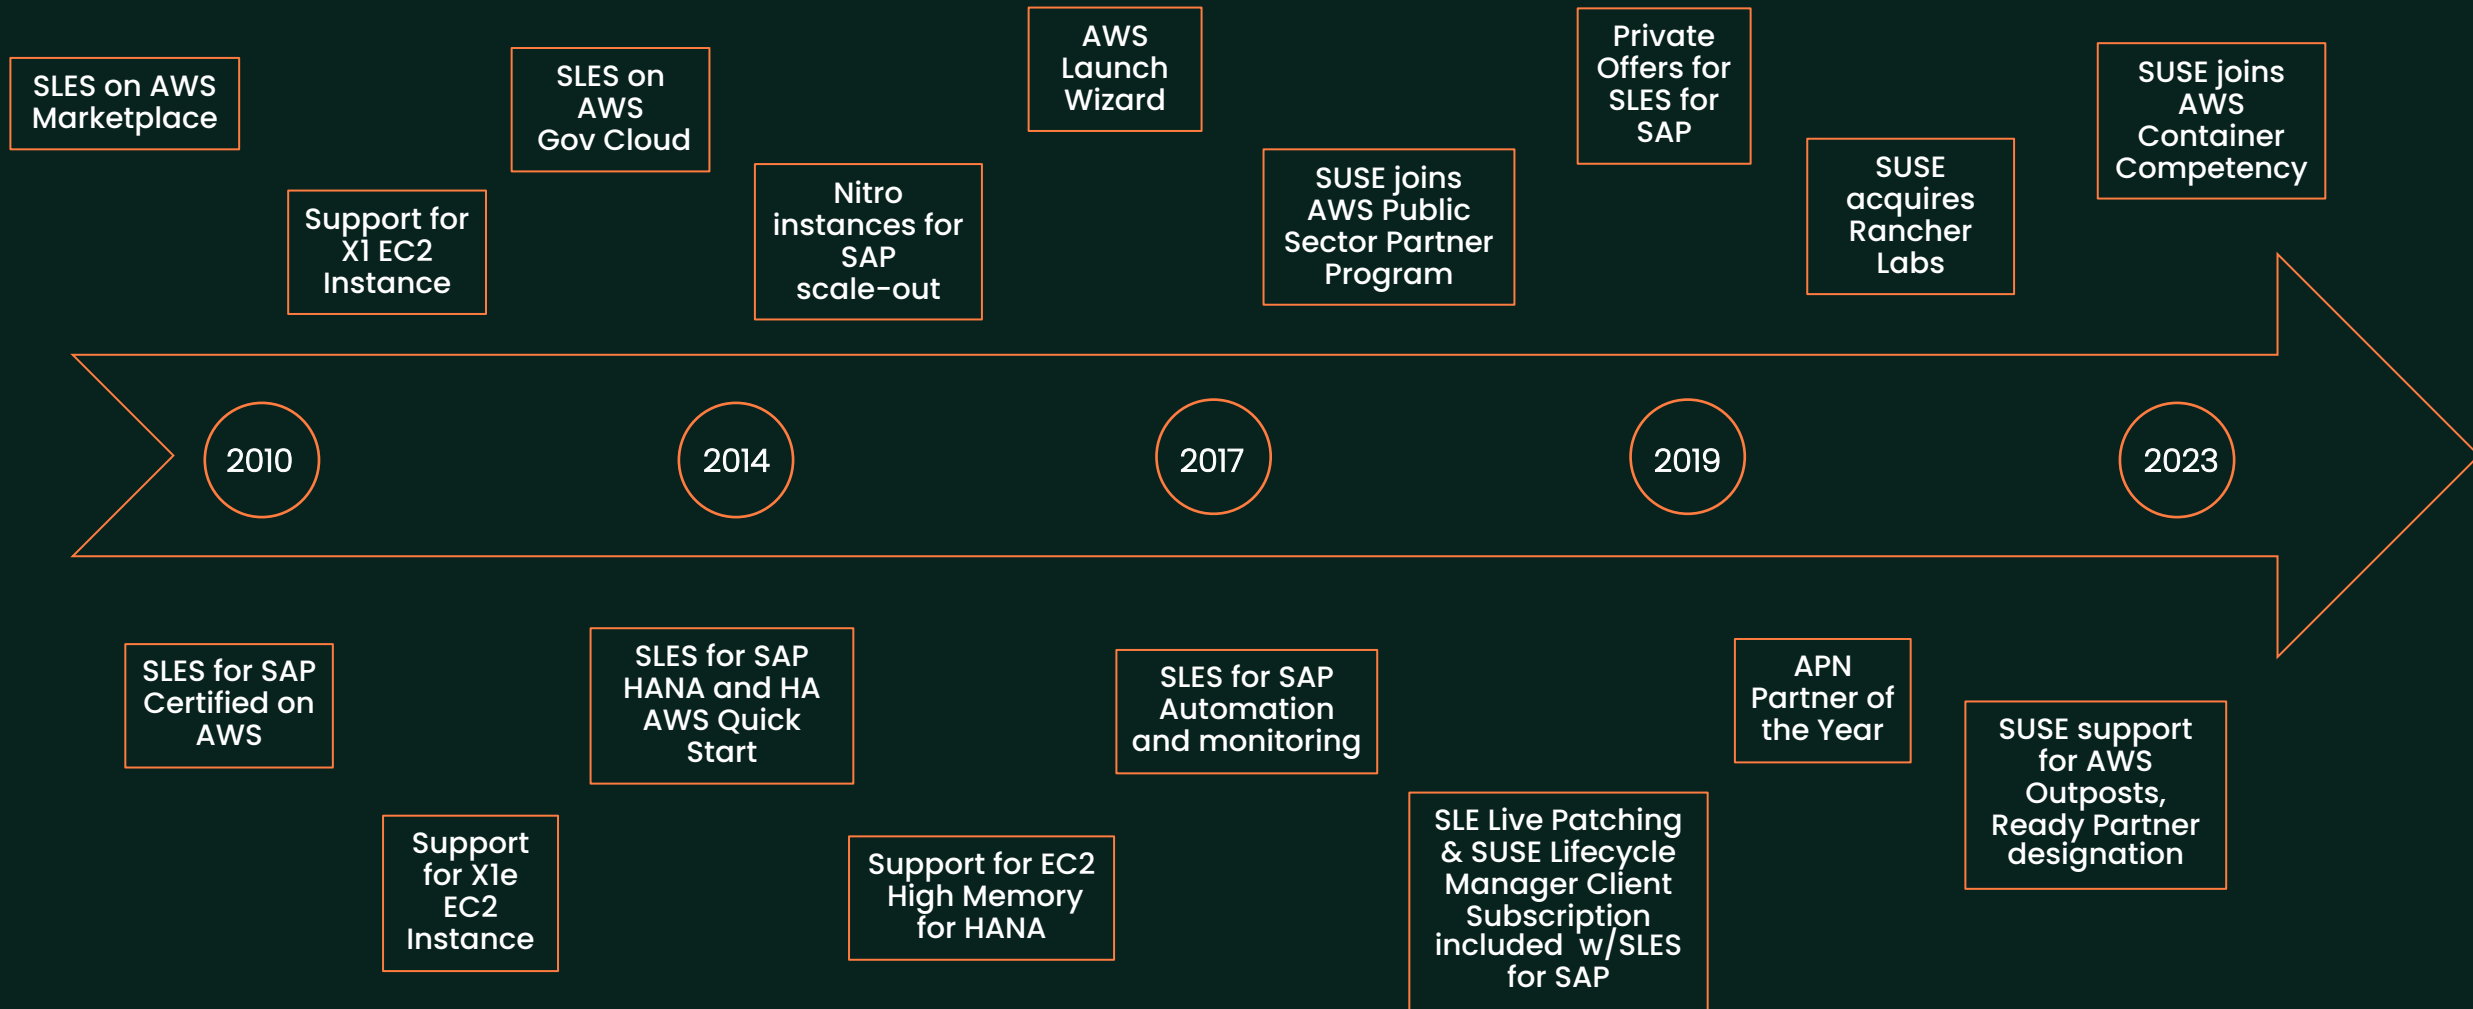 SLES on AWS
Marketplace
Support for
X1 EC2
Instance
SLES on
AWS
Gov Cloud
Nitro
instances for
SAP
scale-out
AWS
Launch
Wizard
SUSE joins
AWS Public
Sector Partner
Program
Private
Offers for
SLES for
SAP
SUSE
acquires
Rancher
Labs
SUSE joins
AWS
Container
Competency
2010
2014
2017
2019
2023
SLES for SAP
Certified on
AWS
Support
for X1e
EC2
Instance
SLES for SAP
HANA and HA
AWS Quick
Start
Support for EC2
High Memory
for HANA
SLES for SAP
Automation
and monitoring
SLE Live Patching
& SUSE Lifecycle
Manager Client
Subscription
included w/SLES
for SAP
APN
Partner of
the Year
SUSE support
for AWS
Outposts,
Ready Partner
designation